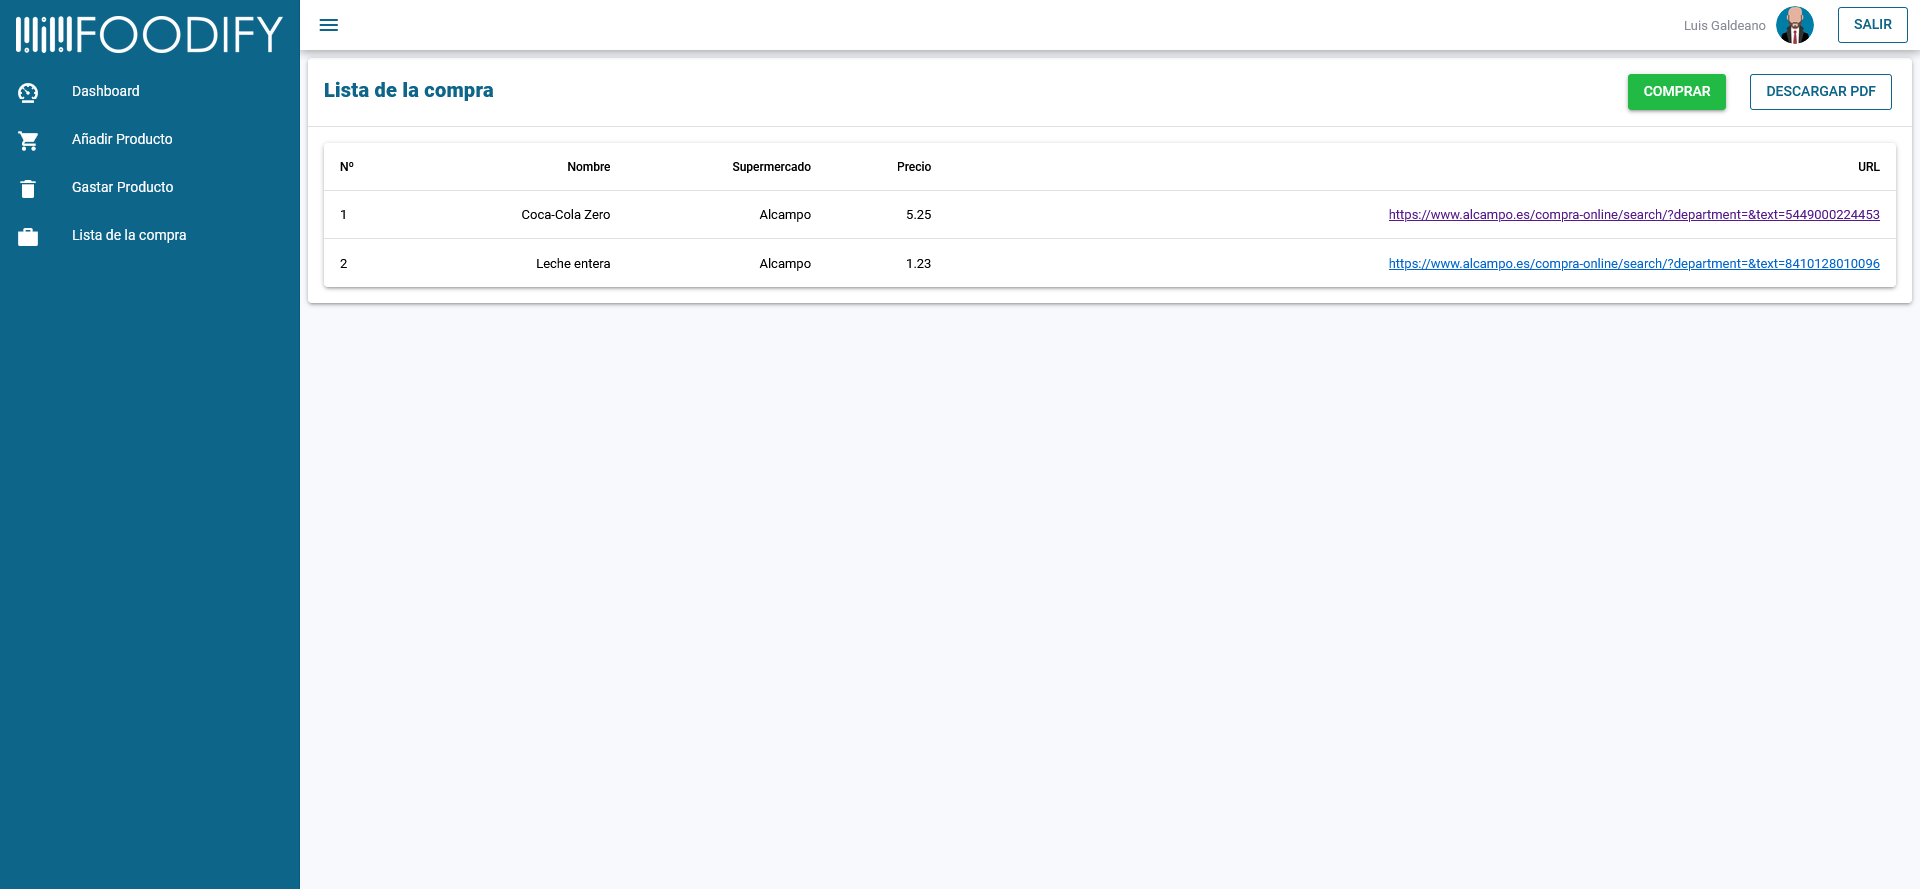 FOODIFY
Luis Galdeano
SALIR
Dashboard
Añadir Producto
Gastar Producto
Lista de la compra
Lista de la compra
COMPRAR
DESCARGAR PDF
Nº Nombre Supermercado Precio URL
1 Coca-Cola Zero Alcampo 5.25 https://www.alcampo.es/compra-online/search/?department=&text=5449000224453
2 Leche entera Alcampo 1.23 https://www.alcampo.es/compra-online/search/?department=&text=8410128010096